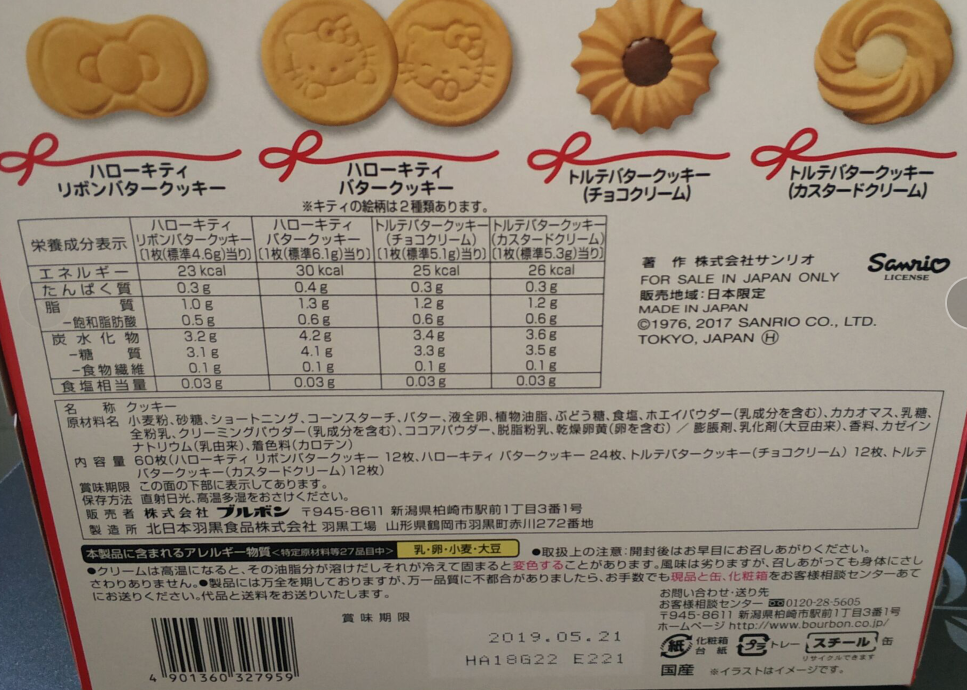 ハローキティ
リボンバタークッキー
ハローキティ
バタークッキー
※キティの絵柄は2種類あります。
トルテバタークッキー
(チョコクリーム)
トルテバタークッキー
(カスタードクリーム)
栄養成分表示 ハローキティ リボンバタークッキー 〔1枚(標準4.6g)当り〕 ハローキティ バタークッキー 〔1枚(標準6.1g)当り〕 トルテバタークッキー (チョコクリーム) 〔1枚(標準5.1g)当り〕 トルテバタークッキー (カスタードクリーム) 〔1枚(標準5.3g)当り〕
エネルギー 23 kcal 30 kcal 25 kcal 26 kcal
たんぱく質 0.3 g 0.4 g 0.3 g 0.3 g
脂質 1.0 g 1.3 g 1.2 g 1.2 g
−飽和脂肪酸 0.5 g 0.6 g 0.6 g 0.6 g
炭水化物 3.2 g 4.2 g 3.4 g 3.6 g
−糖質 3.1 g 4.1 g 3.3 g 3.5 g
−食物繊維 0.1 g 0.1 g 0.1 g 0.1 g
食塩相当量 0.03 g 0.03 g 0.03 g 0.03 g
著 作 株式会社サンリオ
FOR SALE IN JAPAN ONLY
販売地域:日本限定
MADE IN JAPAN
©1976, 2017 SANRIO CO., LTD.
TOKYO, JAPAN Ⓗ
Sanrio
LICENSE
名 称 クッキー
原材料名 小麦粉、砂糖、ショートニング、コーンスターチ、バター、液全卵、植物油脂、ぶどう糖、食塩、ホエイパウダー(乳成分を含む)、カカオマス、乳糖、
全粉乳、クリーミングパウダー(乳成分を含む)、ココアパウダー、脱脂粉乳、乾燥卵黄(卵を含む)/膨脹剤、乳化剤(大豆由来)、香料、カゼイン
ナトリウム(乳由来)、着色料(カロテン)
内容量 60枚(ハローキティ リボンバタークッキー 12枚、ハローキティ バタークッキー 24枚、トルテバタークッキー(チョコクリーム) 12枚、トルテ
バタークッキー(カスタードクリーム)12枚)
賞味期限 この面の下部に表示してあります。
保存方法 直射日光、高温多湿をおさけください。
販売者 株式会社 ブルボン 〒945-8611 新潟県柏崎市駅前1丁目3番1号
製造所 北日本羽黒食品株式会社 羽黒工場 山形県鶴岡市羽黒町赤川272番地
本製品に含まれるアレルギー物質<特定原材料等27品目中> 乳・卵・小麦・大豆 ●取扱上の注意:開封後はお早目にお召しあがりください。
●クリームは高温になると、その油脂分が溶けだしそれが冷えて固まると変色することがあります。風味は劣りますが、召しあがっても身体にさし
さわりありません。●製品には万全を期しておりますが、万一品質に不都合がありましたら、お手数でも現品と缶、化粧箱をお客様相談センターあて
にお送りください。代品と送料をお送りいたします。
お問い合わせ・送り先
お客様相談センター 0120-28-5605
〒945-8611 新潟県柏崎市駅前1丁目3番1号
ホームページ http://www.bourbon.co.jp/
紙 化粧箱 台紙 プラ トレー スチール 缶
リサイクルできます
国産 ※イラストはイメージです。
賞味期限
2019.05.21
HA18G22 E221
4 901360 327959